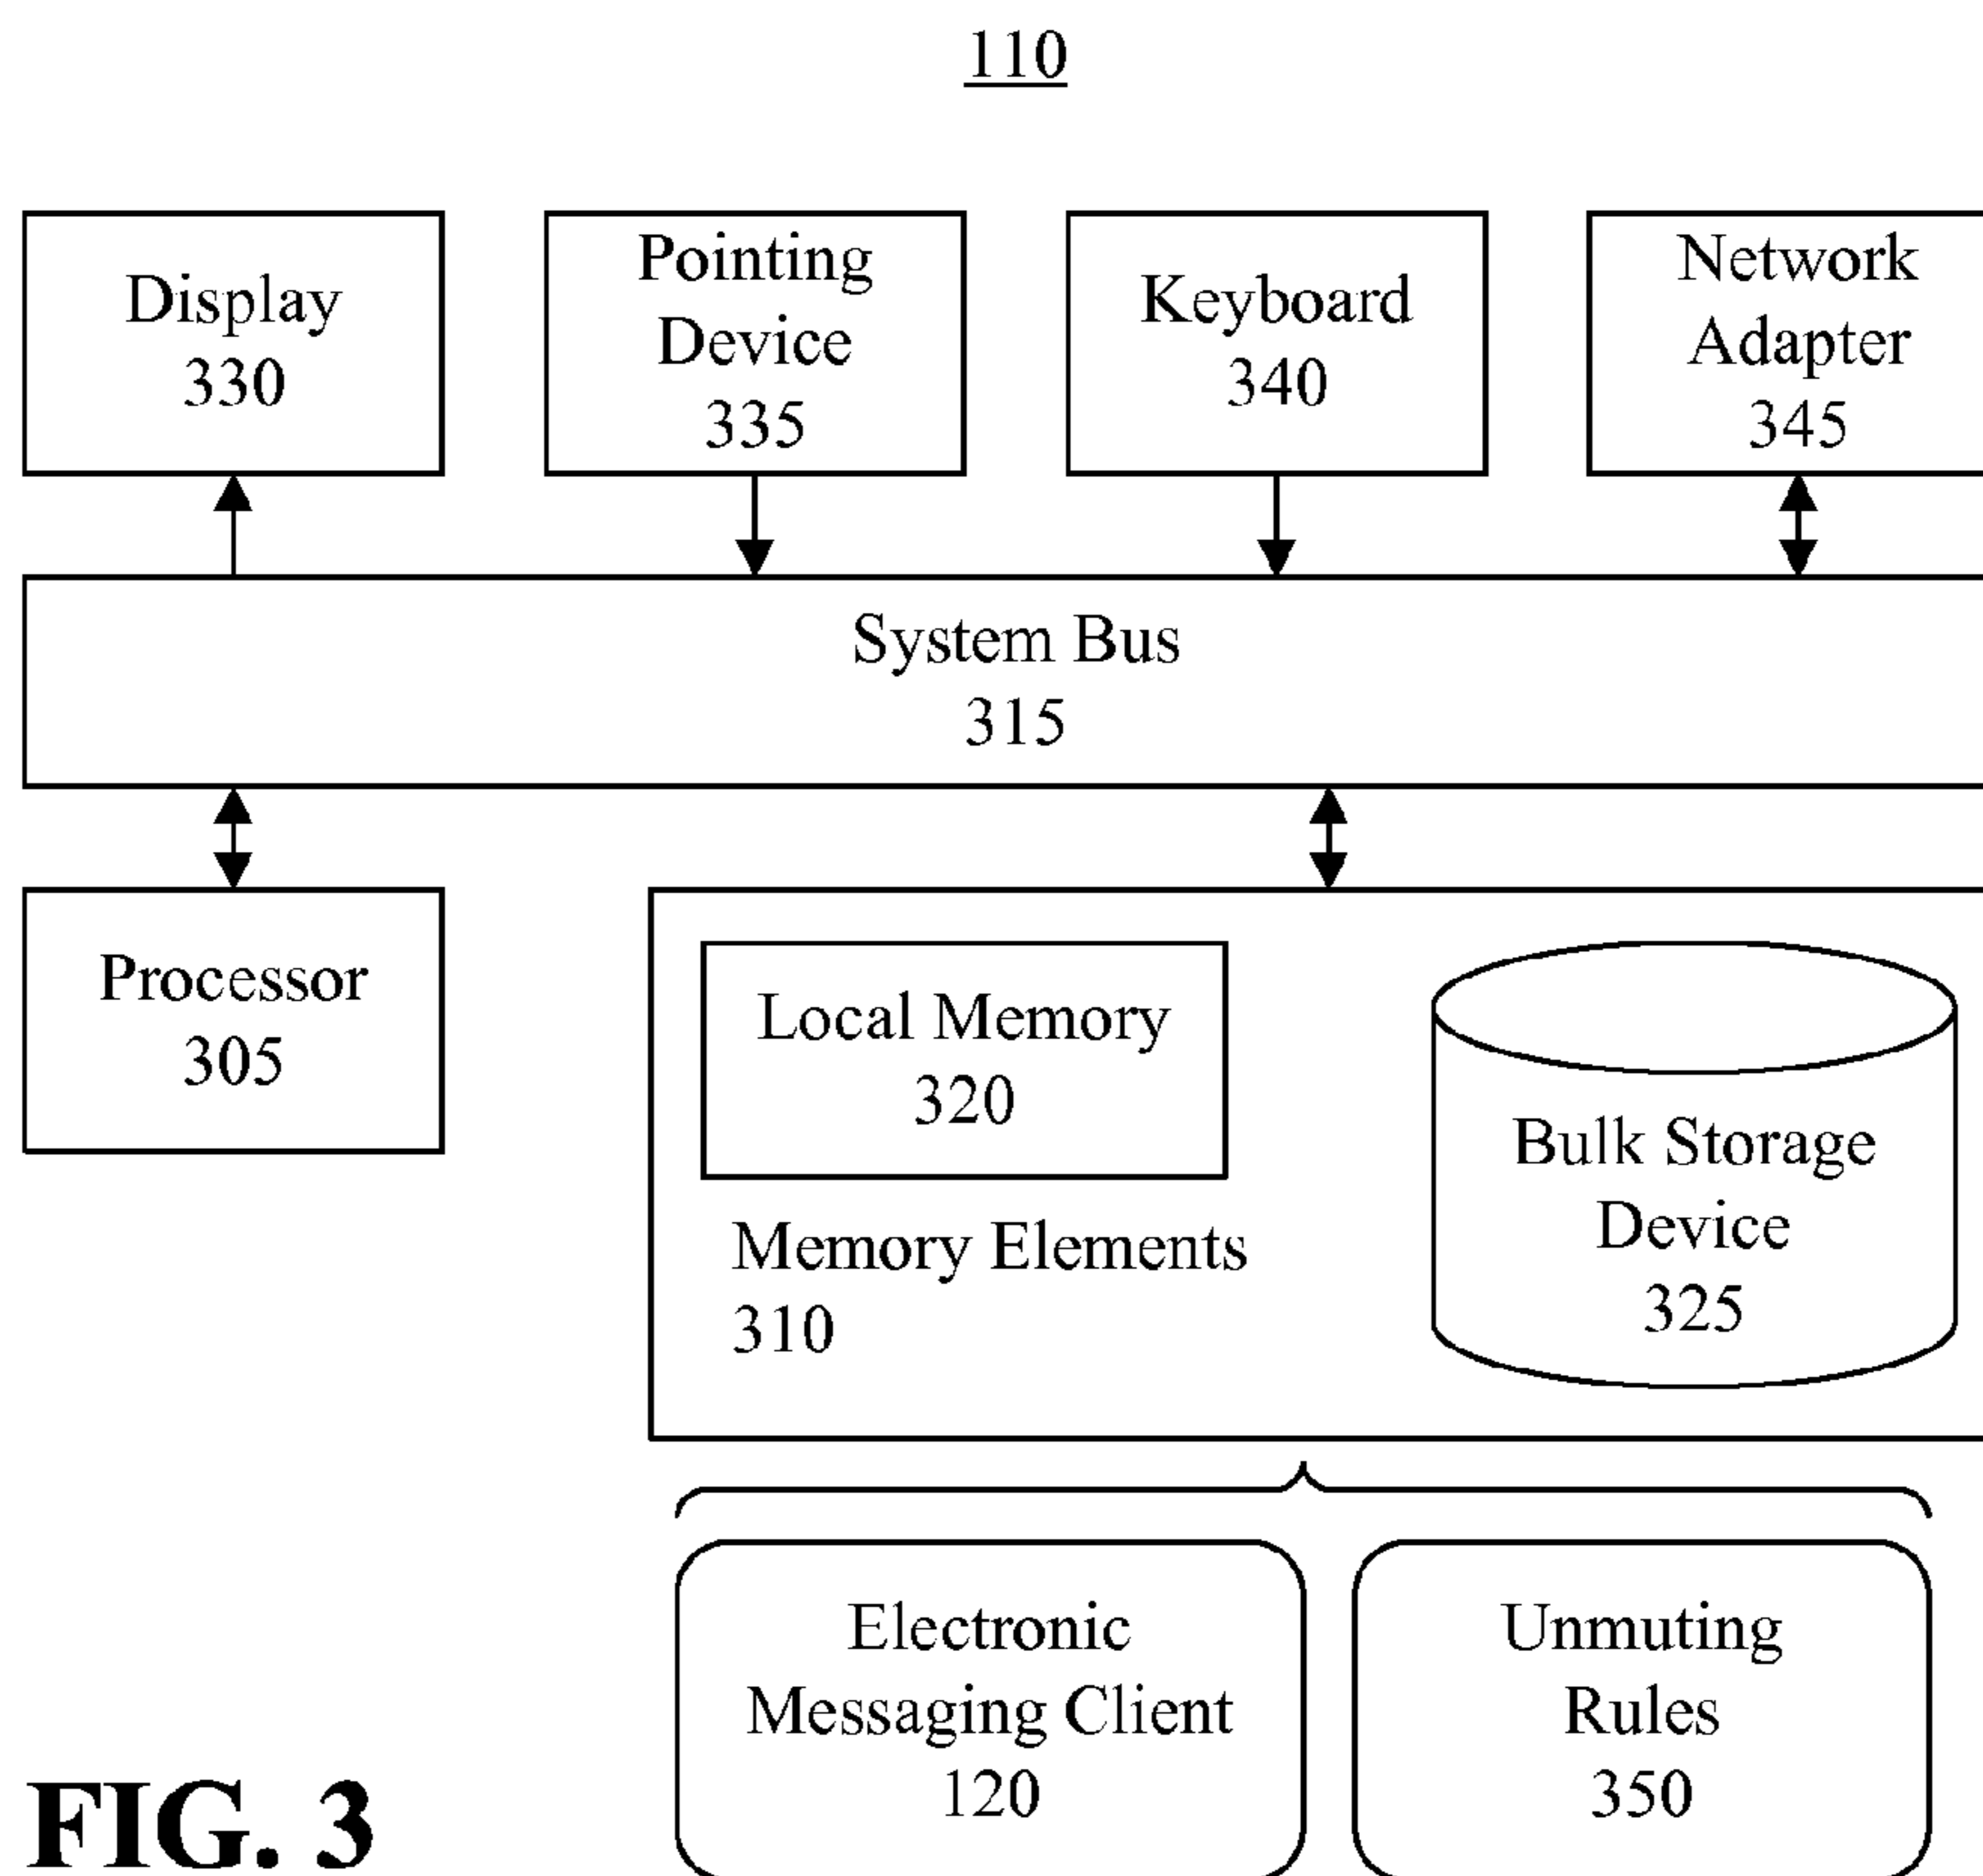 110
Display
330
Pointing
Device
335
Keyboard
340
Network
Adapter
345
System Bus
315
Processor
305
Local Memory
320
Memory Elements
310
Bulk Storage
Device
325
Electronic
Messaging Client
120
Unmuting
Rules
350
FIG. 3